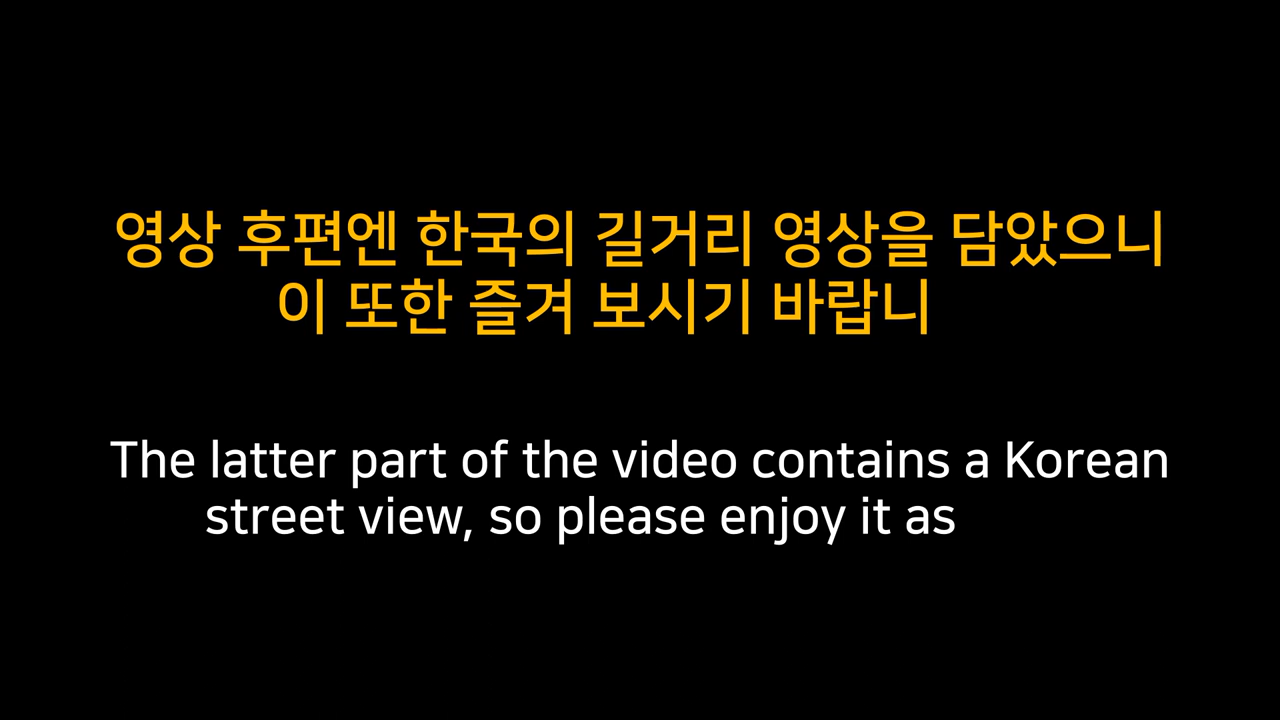 영상 후편엔 한국의 길거리 영상을 담았으니
이 또한 즐겨 보시기 바랍니
The latter part of the video contains a Korean
street view, so please enjoy it as